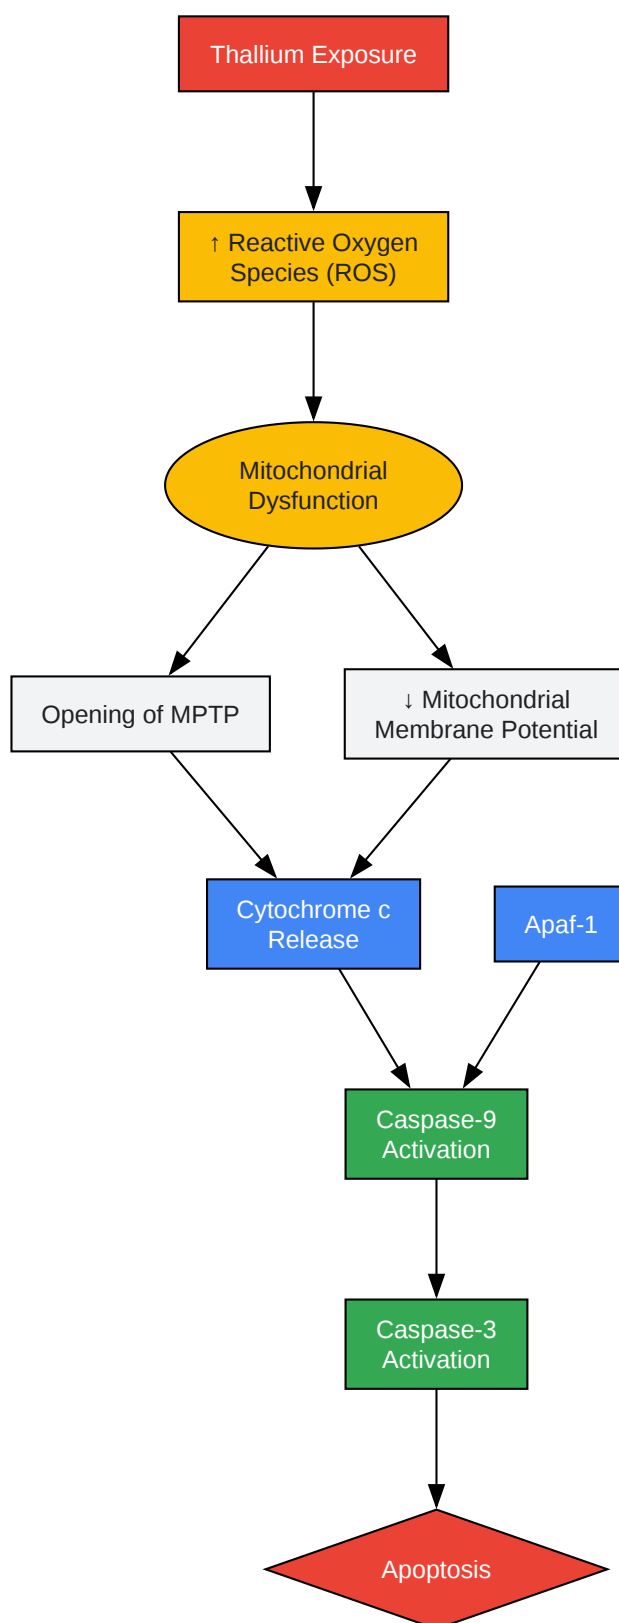 Thallium Exposure
↑ Reactive Oxygen
Species (ROS)
Mitochondrial
Dysfunction
Opening of MPTP
↓ Mitochondrial
Membrane Potential
Cytochrome c
Release
Apaf-1
Caspase-9
Activation
Caspase-3
Activation
Apoptosis